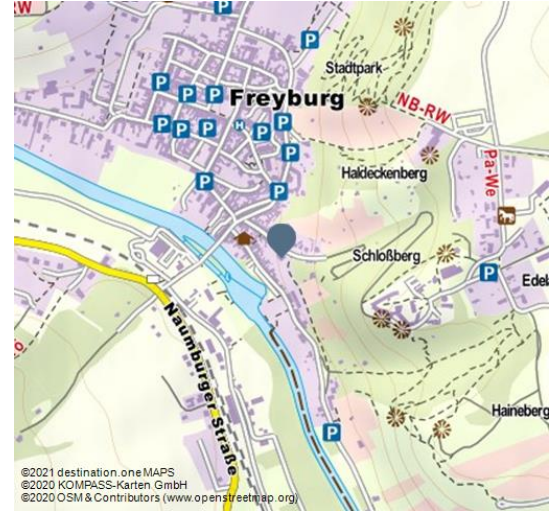 RW
P
P
Stadtpark
P
P
P
P
Freyburg
NB-RW
P
P
P
H
P
P
P
Pa-We
P
Haldeckenberg
P
Schloßberg
P
Edel
Naumburger Straße
Haineberg
P
©2021 destination.one MAPS
©2020 KOMPASS-Karten GmbH
©2020 OSM & Contributors (www.openstreetmap.org)